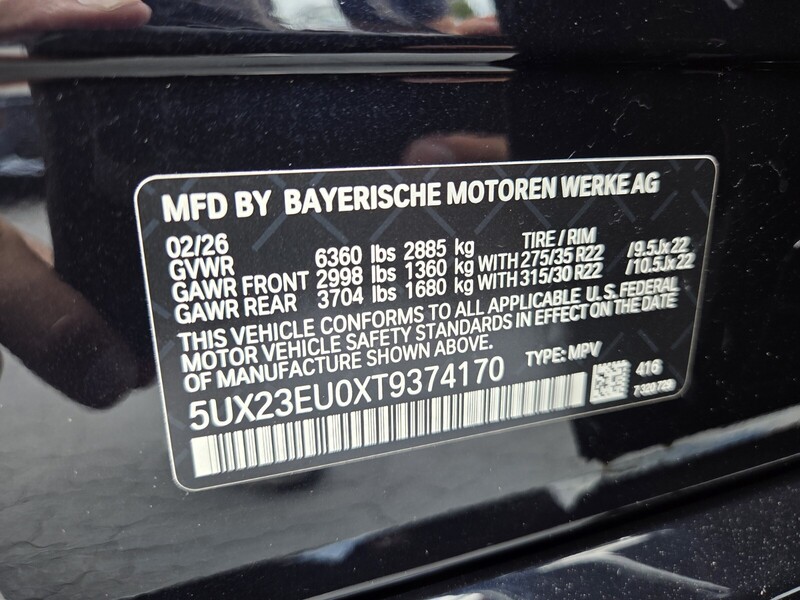 MFD BY BAYERISCHE MOTOREN WERKE AG
02/26 TIRE / RIM
GVWR 6360 lbs 2885 kg
GAWR FRONT 2998 lbs 1360 kg WITH 275/35 R22 /9.5Jx22
GAWR REAR 3704 lbs 1680 kg WITH 315/30 R22 /10.5Jx22
THIS VEHICLE CONFORMS TO ALL APPLICABLE U.S. FEDERAL
MOTOR VEHICLE SAFETY STANDARDS IN EFFECT ON THE DATE
OF MANUFACTURE SHOWN ABOVE.
5UX23EU0XT9374170 TYPE: MPV
416
7 320 729